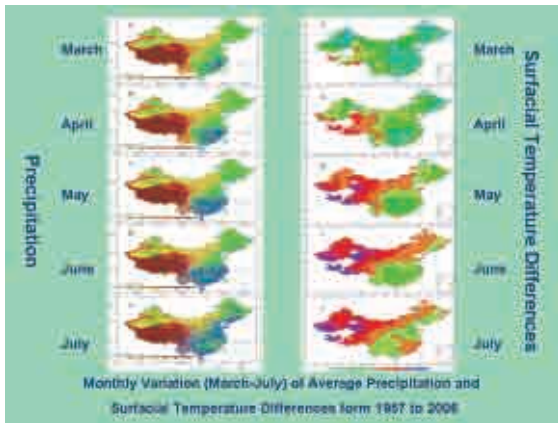 Precipitation
March
April
May
June
July
March
April
May
June
July
Surfacial Temperature Differences
Monthly Variation (March-July) of Average Precipitation and
Surfacial Temperature Differences form 1957 to 2006